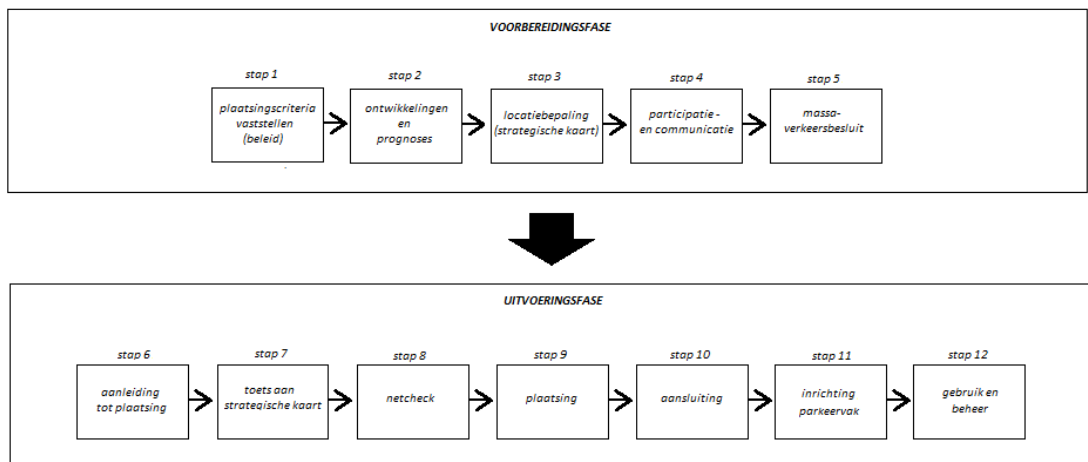 VOORBEREIDINGSFASE
stap 1
plaatsingscriteria
vaststellen
(beleid)
stap 2
ontwikkelingen
en
prognoses
stap 3
locatiebepaling
(strategische kaart)
stap 4
participatie -
en communicatie
stap 5
massa-
verkeersbesluit
UITVOERINGSFASE
stap 6
aanleiding
tot plaatsing
stap 7
toets aan
strategische kaart
stap 8
netcheck
stap 9
plaatsing
stap 10
aansluiting
stap 11
inrichting
parkeervak
stap 12
gebruik en
beheer